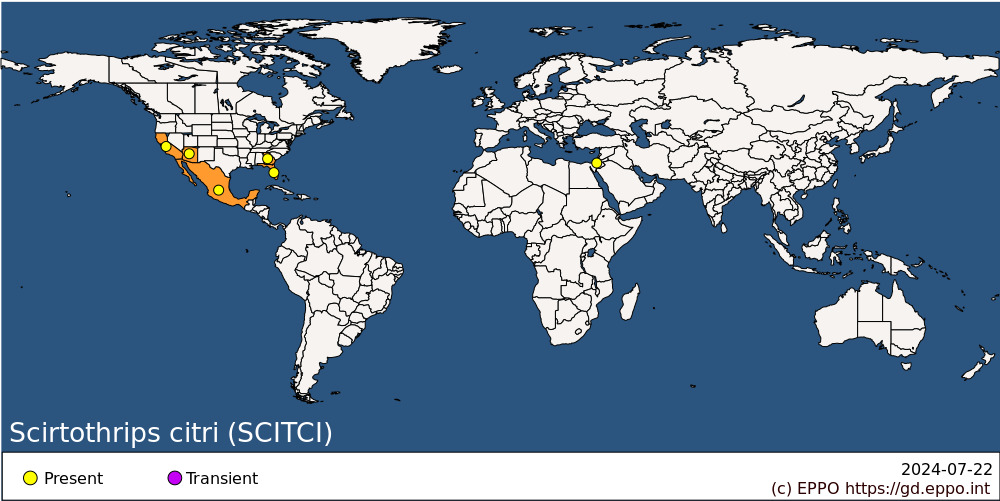 Scirtothrips citri (SCITCI)
Present
Transient
2024-07-22
(c) EPPO https://gd.eppo.int